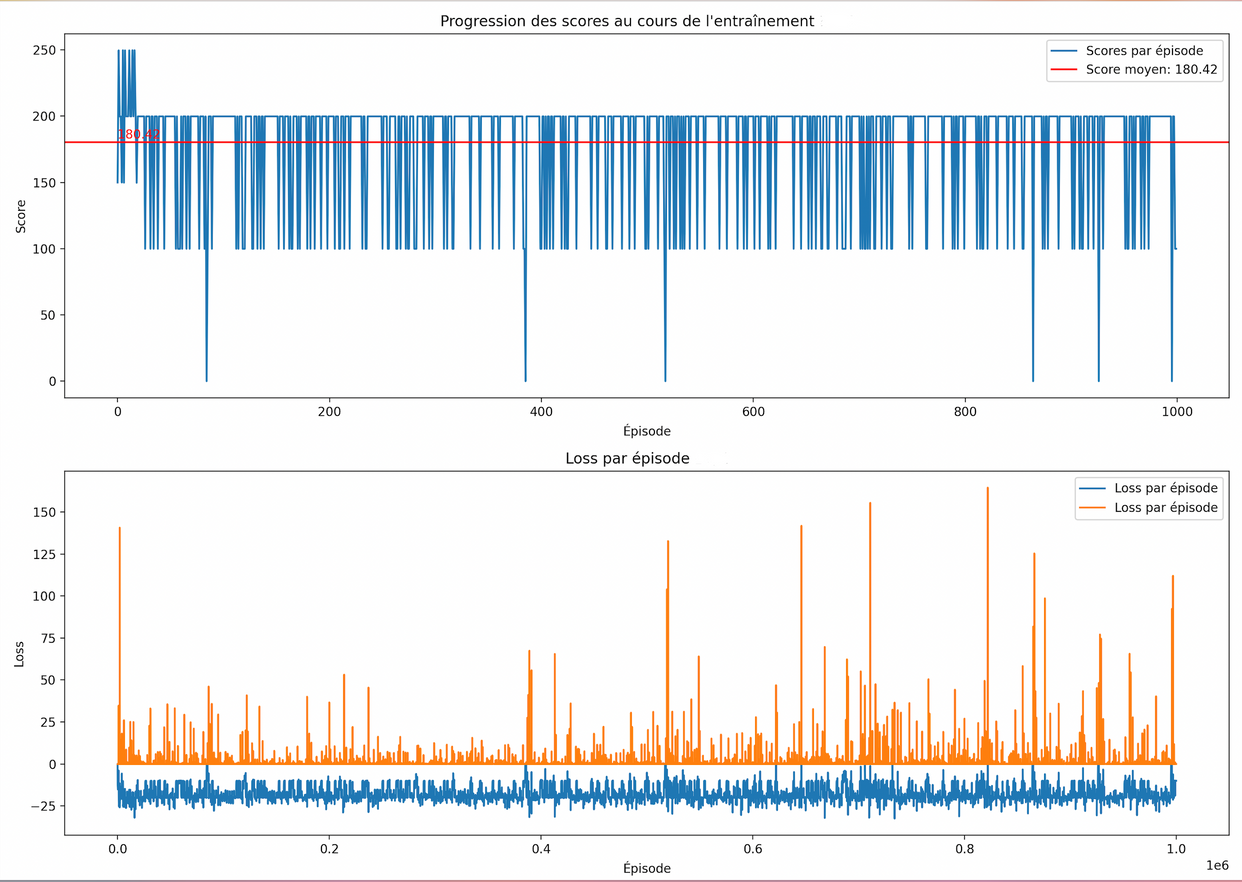 Progression des scores au cours de l'entraînement
250
200
150
100
50
0
Score
180.42
Scores par épisode
Score moyen: 180.42
0
200
400
600
800
1000
Épisode
Loss par épisode
150
125
100
75
50
25
0
−25
Loss
Loss par épisode
Loss par épisode
0.0
0.2
0.4
0.6
0.8
1.0
1e6
Épisode